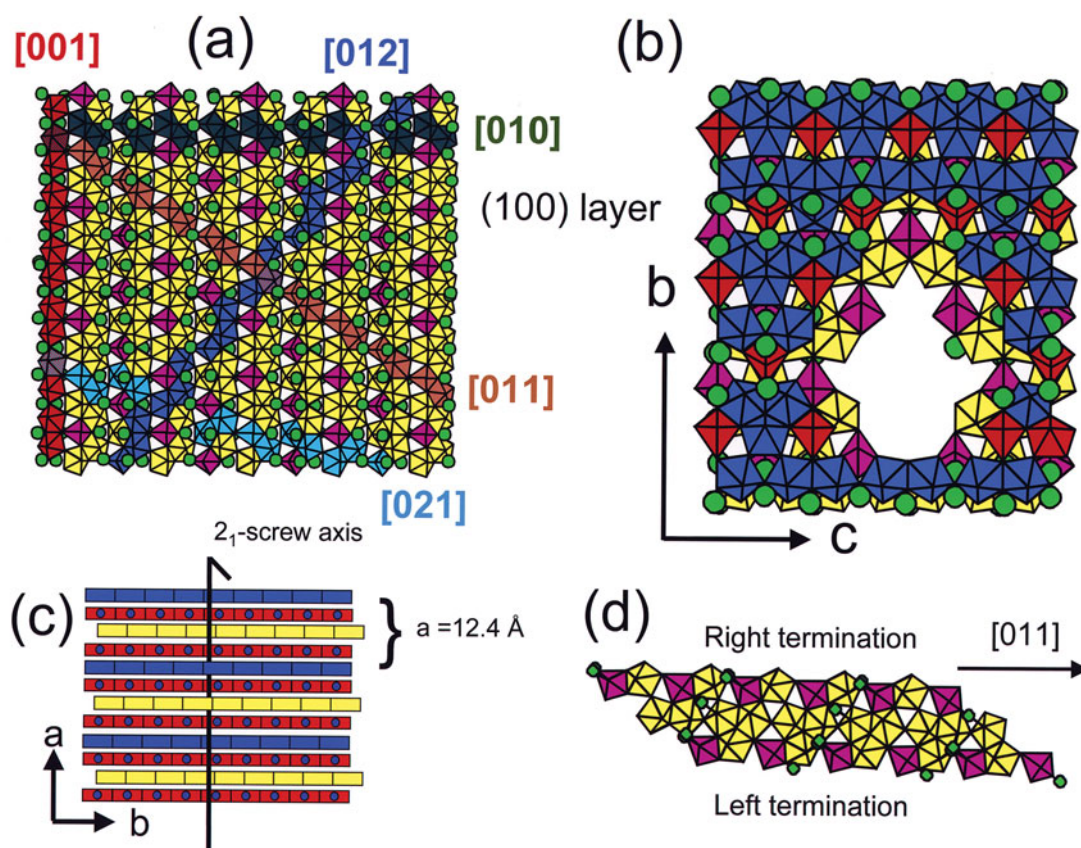 (a)
[001]
[012]
[010]
(100) layer
[011]
[021]
(b)
b
c
2₁-screw axis
(c)
a =12.4 Å
a
b
(d)
Right termination
[011]
Left termination